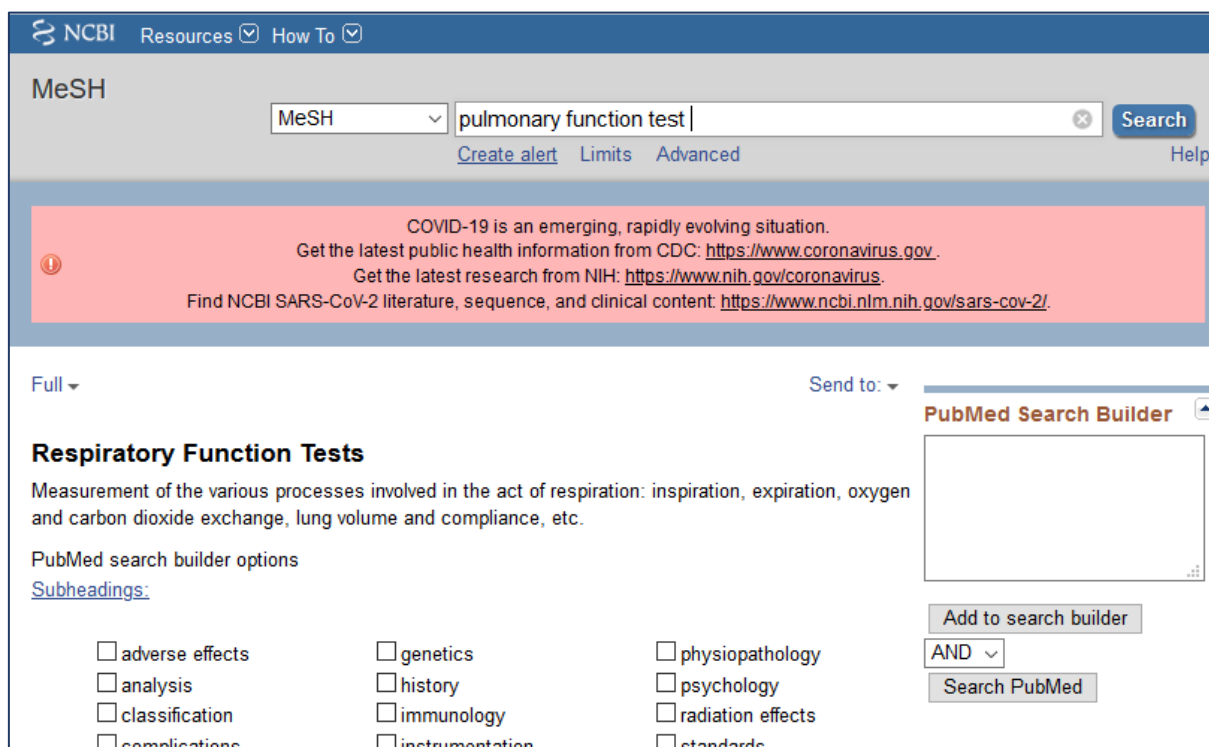 NCBI Resources How To
MeSH
MeSH pulmonary function test Search
Create alert Limits Advanced Help
COVID-19 is an emerging, rapidly evolving situation.
Get the latest public health information from CDC: https://www.coronavirus.gov .
Get the latest research from NIH: https://www.nih.gov/coronavirus.
Find NCBI SARS-CoV-2 literature, sequence, and clinical content: https://www.ncbi.nlm.nih.gov/sars-cov-2/.
Full Send to:
PubMed Search Builder
Respiratory Function Tests
Measurement of the various processes involved in the act of respiration: inspiration, expiration, oxygen
and carbon dioxide exchange, lung volume and compliance, etc.
PubMed search builder options
Subheadings:
Add to search builder
AND
Search PubMed
adverse effects genetics physiopathology
analysis history psychology
classification immunology radiation effects
complications instrumentation standards